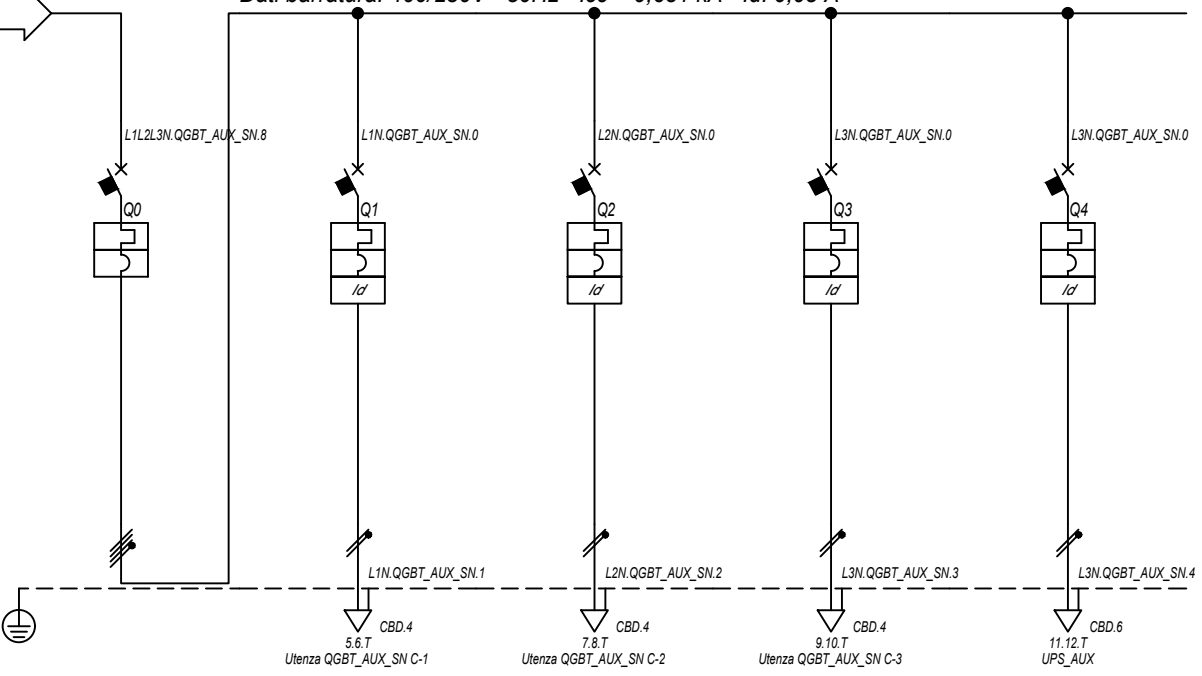 L1L2L3N.QGBT_AUX_SN.8
L1N.QGBT_AUX_SN.0
L2N.QGBT_AUX_SN.0
L3N.QGBT_AUX_SN.0
L3N.QGBT_AUX_SN.0
Q0
Q1
Q2
Q3
Q4
Id
Id
Id
Id
L1N.QGBT_AUX_SN.1
L2N.QGBT_AUX_SN.2
L3N.QGBT_AUX_SN.3
L3N.QGBT_AUX_SN.4
CBD.4
CBD.4
CBD.4
CBD.6
5.6.T
7.8.T
9.10.T
11.12.T
Utenza QGBT_AUX_SN C-1
Utenza QGBT_AUX_SN C-2
Utenza QGBT_AUX_SN C-3
UPS_AUX